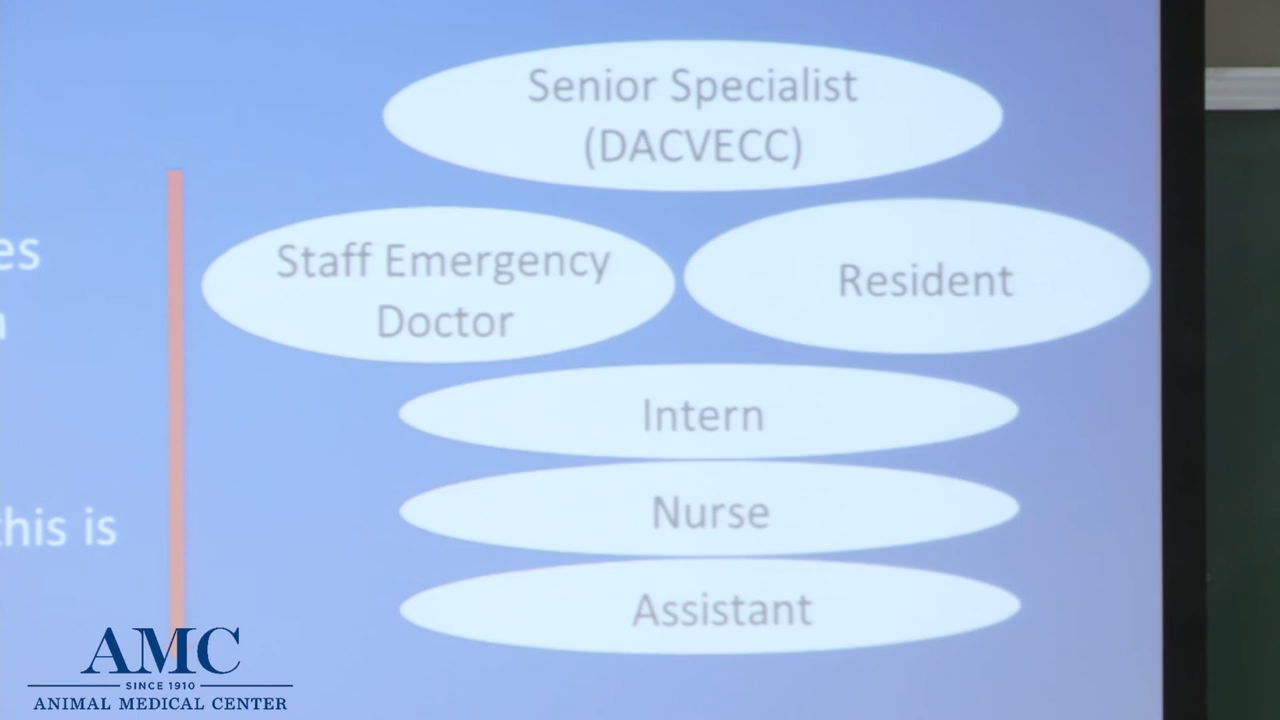 Senior Specialist
(DACVECC)
es
Staff Emergency
Doctor
Resident
Intern
Nurse
this is
Assistant
AMC
SINCE 1910
ANIMAL MEDICAL CENTER